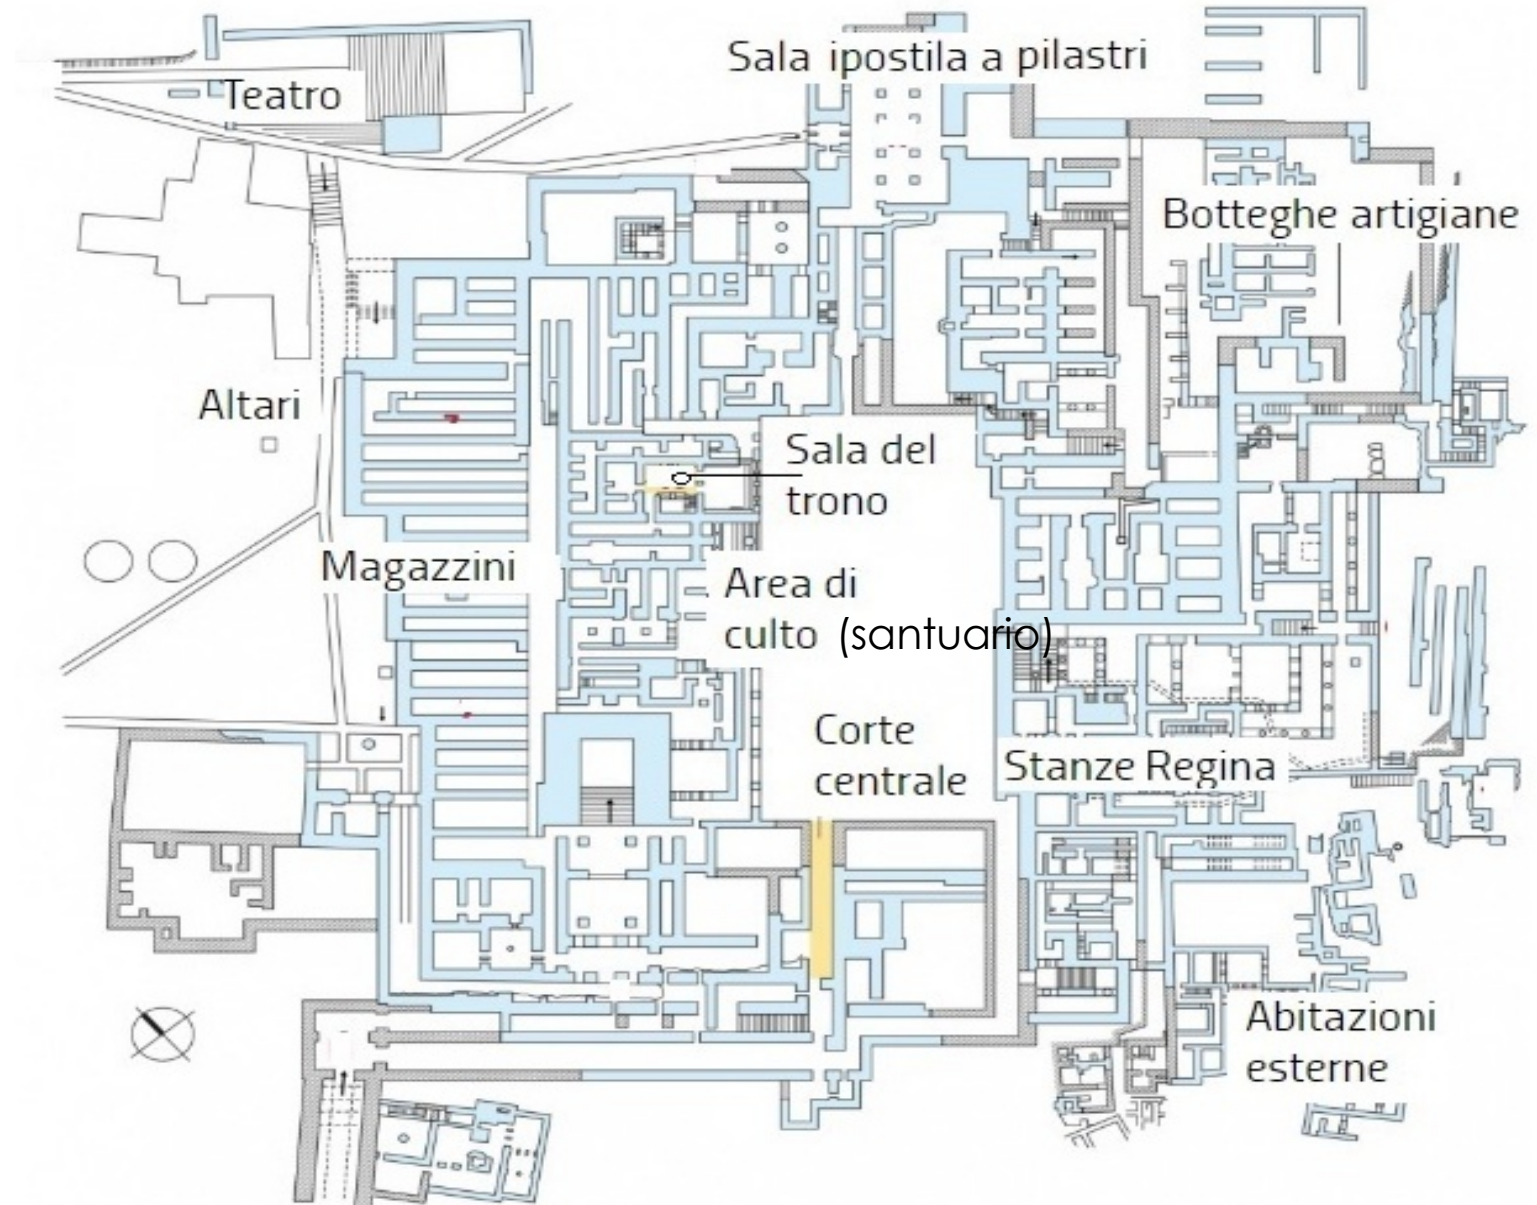 Sala ipostila a pilastri
Teatro
Botteghe artigiane
Altari
Sala del
trono
Magazzini
Area di
culto (santuario)
Corte
centrale
Stanze Regina
Abitazioni
esterne